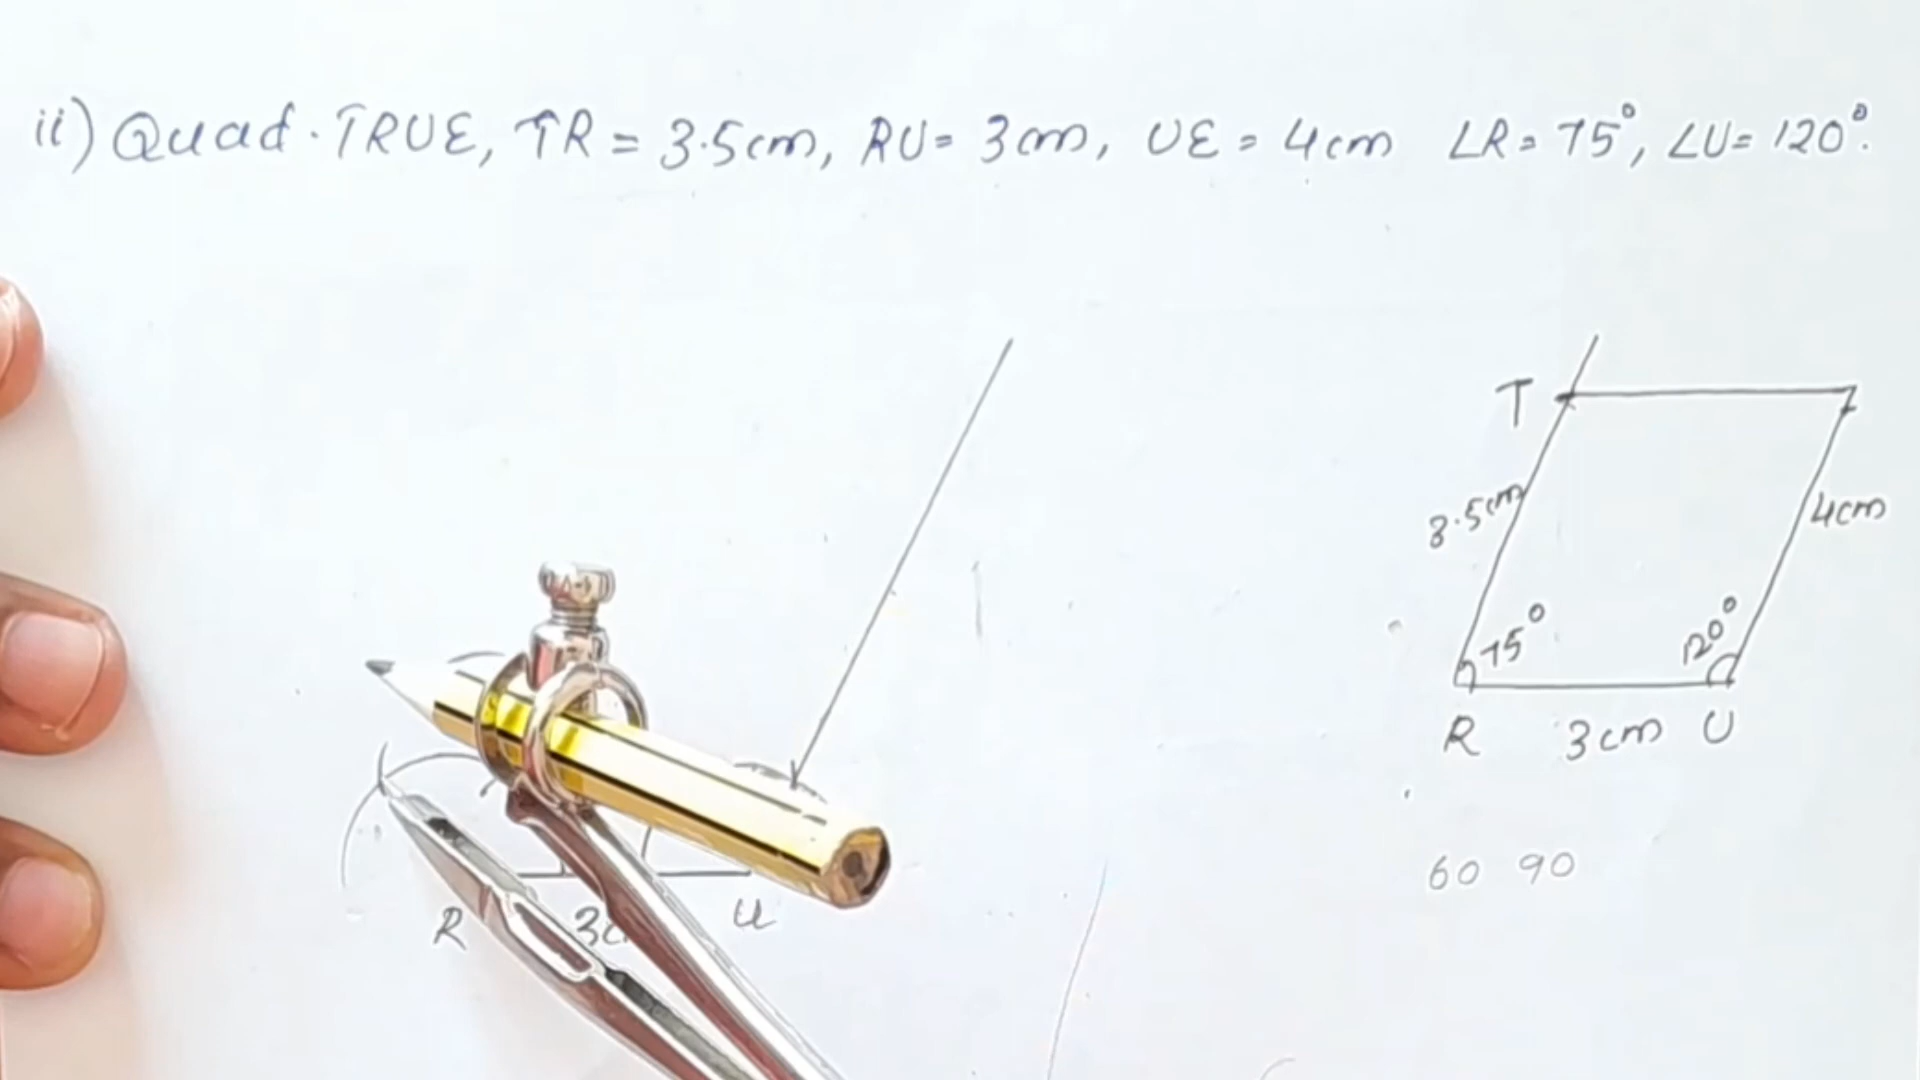 ii) Quad. TRUE, TR = 3.5cm, RU = 3cm, UE = 4cm ∠R = 75°, ∠U = 120°.
T
3.5cm
4cm
75°
120°
R 3cm U
60 90
R U